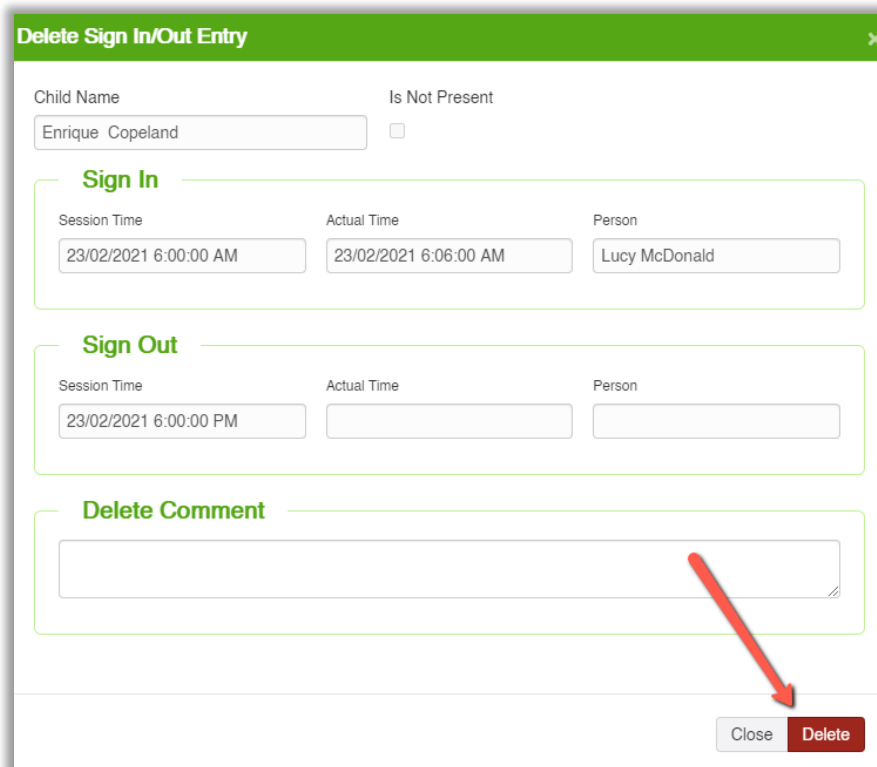 Delete Sign In/Out Entry ×
Child Name Is Not Present
Enrique Copeland
Sign In
Session Time Actual Time Person
23/02/2021 6:00:00 AM 23/02/2021 6:06:00 AM Lucy McDonald
Sign Out
Session Time Actual Time Person
23/02/2021 6:00:00 PM
Delete Comment
Close Delete